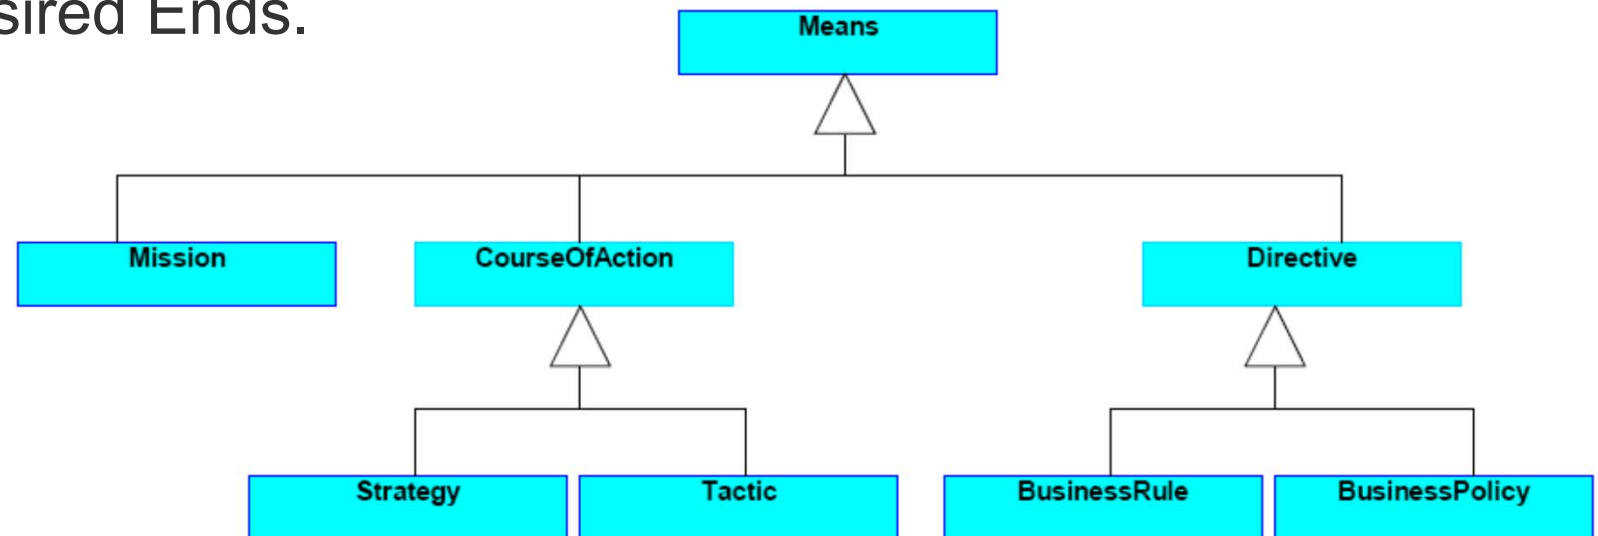 sired Ends.
Means
Mission
CourseOfAction
Directive
Strategy
Tactic
BusinessRule
BusinessPolicy